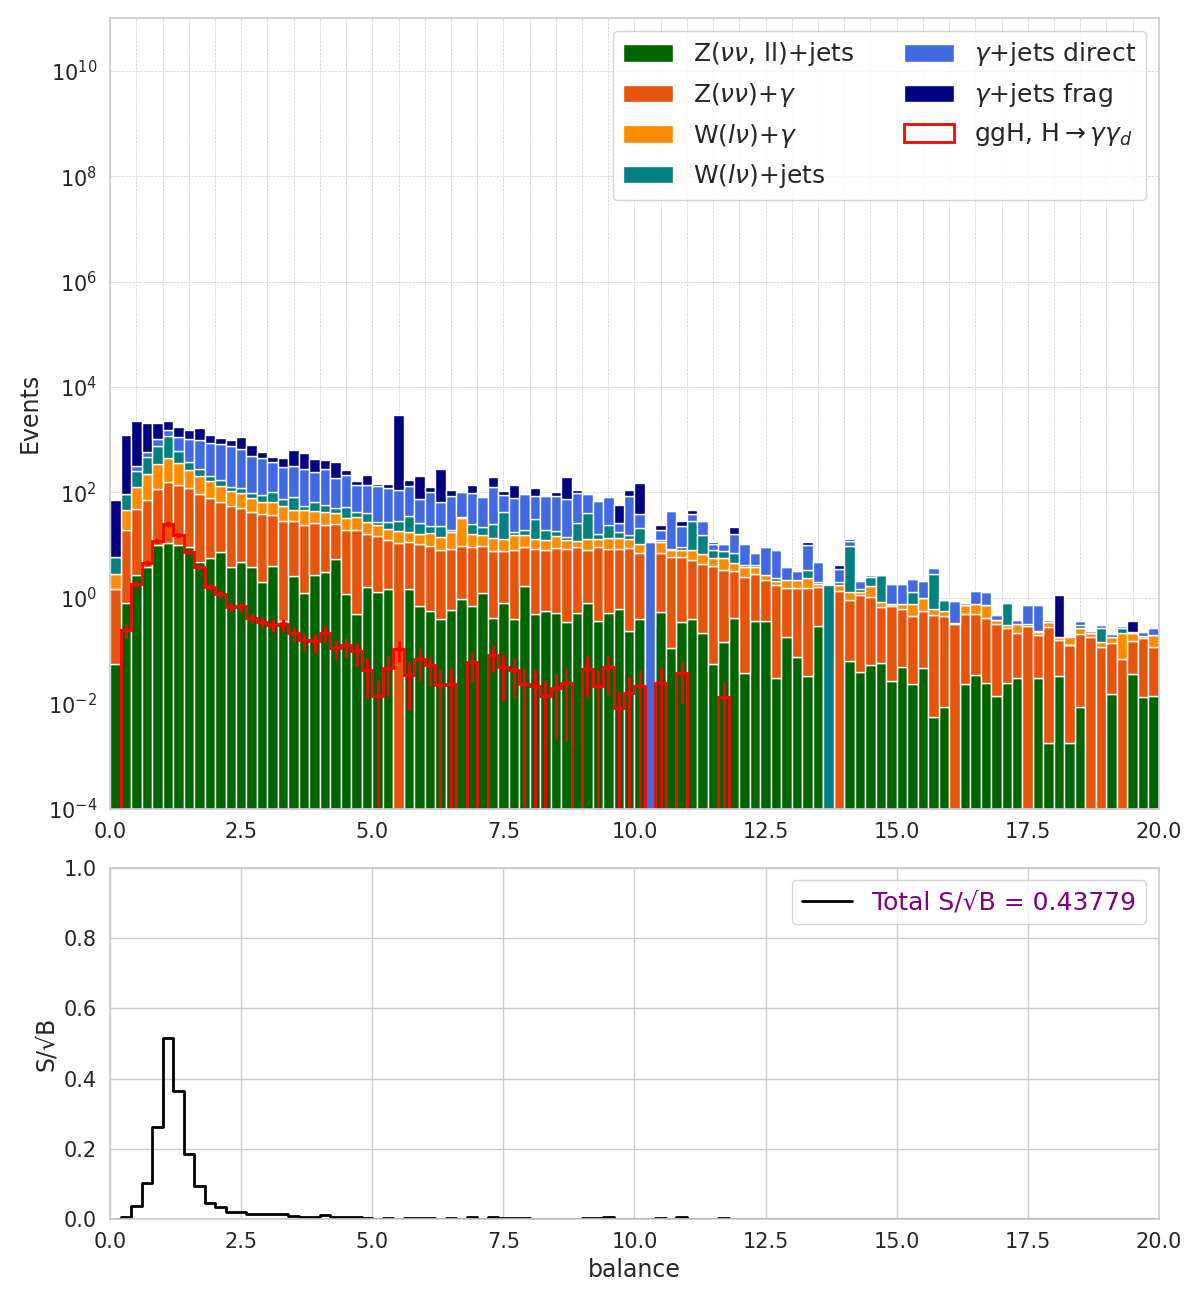 Z(νν, ll)+jets
Z(νν)+γ
W(lν)+γ
W(lν)+jets
γ+jets direct
γ+jets frag
ggH, H→γγ_d
Events
10^10
10^8
10^6
10^4
10^2
10^0
10^−2
10^−4
0.0 2.5 5.0 7.5 10.0 12.5 15.0 17.5 20.0
Total S/√B = 0.43779
S/√B
1.0
0.8
0.6
0.4
0.2
0.0
0.0 2.5 5.0 7.5 10.0 12.5 15.0 17.5 20.0
balance